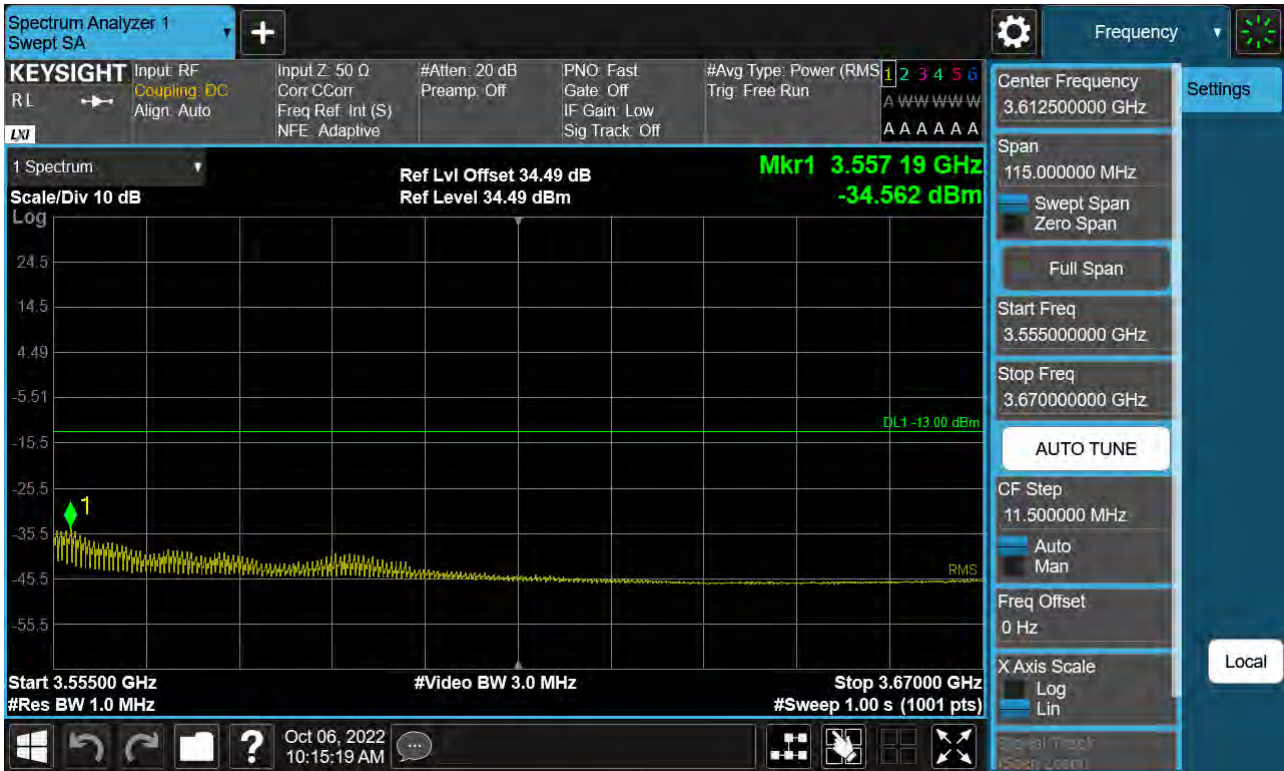 Spectrum Analyzer 1
Swept SA
+
Frequency
KEYSIGHT
RL
LXI
Input: RF
Coupling: DC
Align: Auto
Input Z: 50 Ω
Corr CCorr
Freq Ref: Int (S)
NFE: Adaptive
#Atten: 20 dB
Preamp: Off
PNO: Fast
Gate: Off
IF Gain: Low
Sig Track: Off
#Avg Type: Power (RMS
Trig: Free Run
1 2 3 4 5 6
A W W W W W
A A A A A A
1 Spectrum
Scale/Div 10 dB
Log
Ref Lvl Offset 34.49 dB
Ref Level 34.49 dBm
Mkr1 3.557 19 GHz
-34.562 dBm
24.5
14.5
4.49
-5.51
DL1 -13.00 dBm
-15.5
-25.5
1
-35.5
RMS
-45.5
-55.5
Start 3.55500 GHz
#Res BW 1.0 MHz
#Video BW 3.0 MHz
Stop 3.67000 GHz
#Sweep 1.00 s (1001 pts)
?
Oct 06, 2022
10:15:19 AM
Center Frequency
3.612500000 GHz
Span
115.000000 MHz
Swept Span
Zero Span
Full Span
Start Freq
3.555000000 GHz
Stop Freq
3.670000000 GHz
AUTO TUNE
CF Step
11.500000 MHz
Auto
Man
Freq Offset
0 Hz
X Axis Scale
Log
Lin
Signal Track
(Span Zoom)
Settings
Local